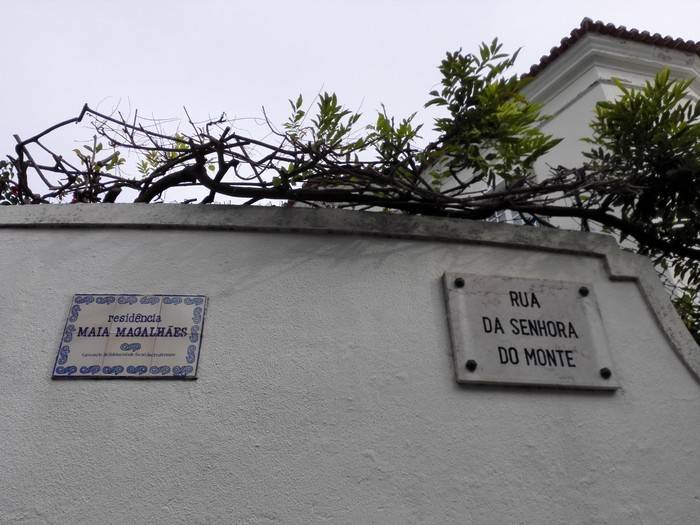 residência
MAIA MAGALHÃES
RUA
DA SENHORA
DO MONTE